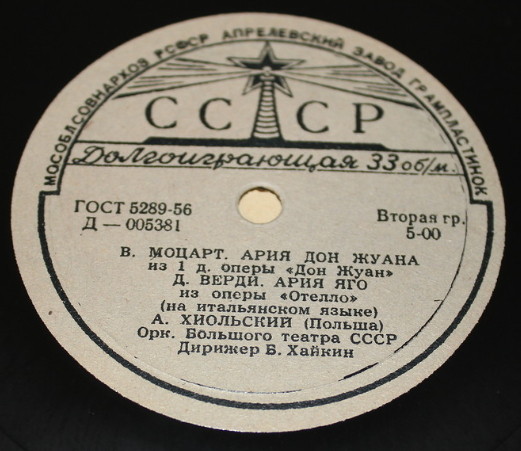 МОСОБЛСОВНАРХОЗ РСФСР АПРЕЛЕВСКИЙ ЗАВОД ГРАМПЛАСТИНОК
СССР
Долгоиграющая 33 об/м.
ГОСТ 5289-56
Д — 005381
Вторая гр.
5-00
В. МОЦАРТ. АРИЯ ДОН ЖУАНА
из 1 д. оперы «Дон Жуан»
Д. ВЕРДИ. АРИЯ ЯГО
из оперы «Отелло»
(на итальянском языке)
А. ХИОЛЬСКИЙ (Польша)
Орк. Большого театра СССР
Дирижер Б. Хайкин